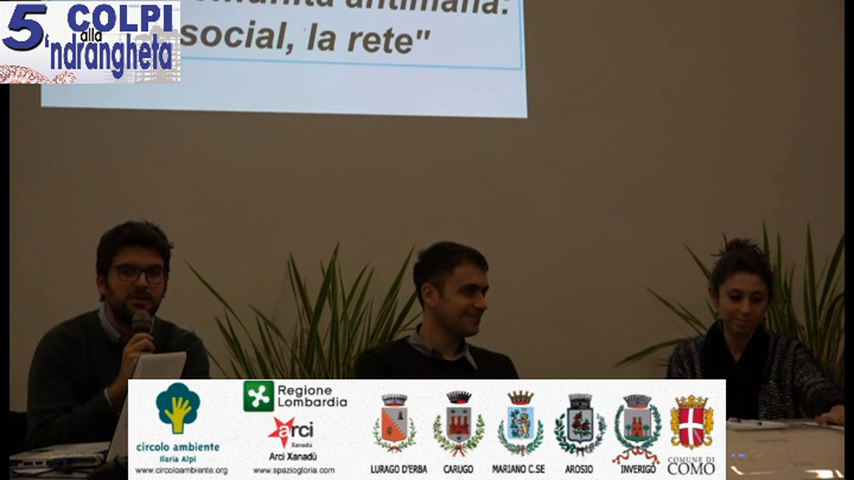 5 COLPI
alla
'ndrangheta
antimafia:
social, la rete"
circolo ambiente
Ilaria Alpi
www.circoloambiente.org
Regione
Lombardia
arci
Xanadù
Arci Xanadù
www.spaziogloria.com
LURAGO D'ERBA
CARUGO
MARIANO C.SE
AROSIO
INVERIGO
COMUNE DI
COMO